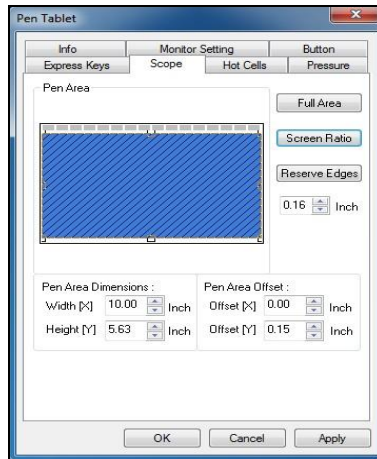 Pen Tablet
Info Monitor Setting Button
Express Keys Scope Hot Cells Pressure
Pen Area
Full Area
Screen Ratio
Reserve Edges
0.16 Inch
Pen Area Dimensions : Pen Area Offset :
Width [X] 10.00 Inch Offset [X] 0.00 Inch
Height [Y] 5.63 Inch Offset [Y] 0.15 Inch
OK Cancel Apply